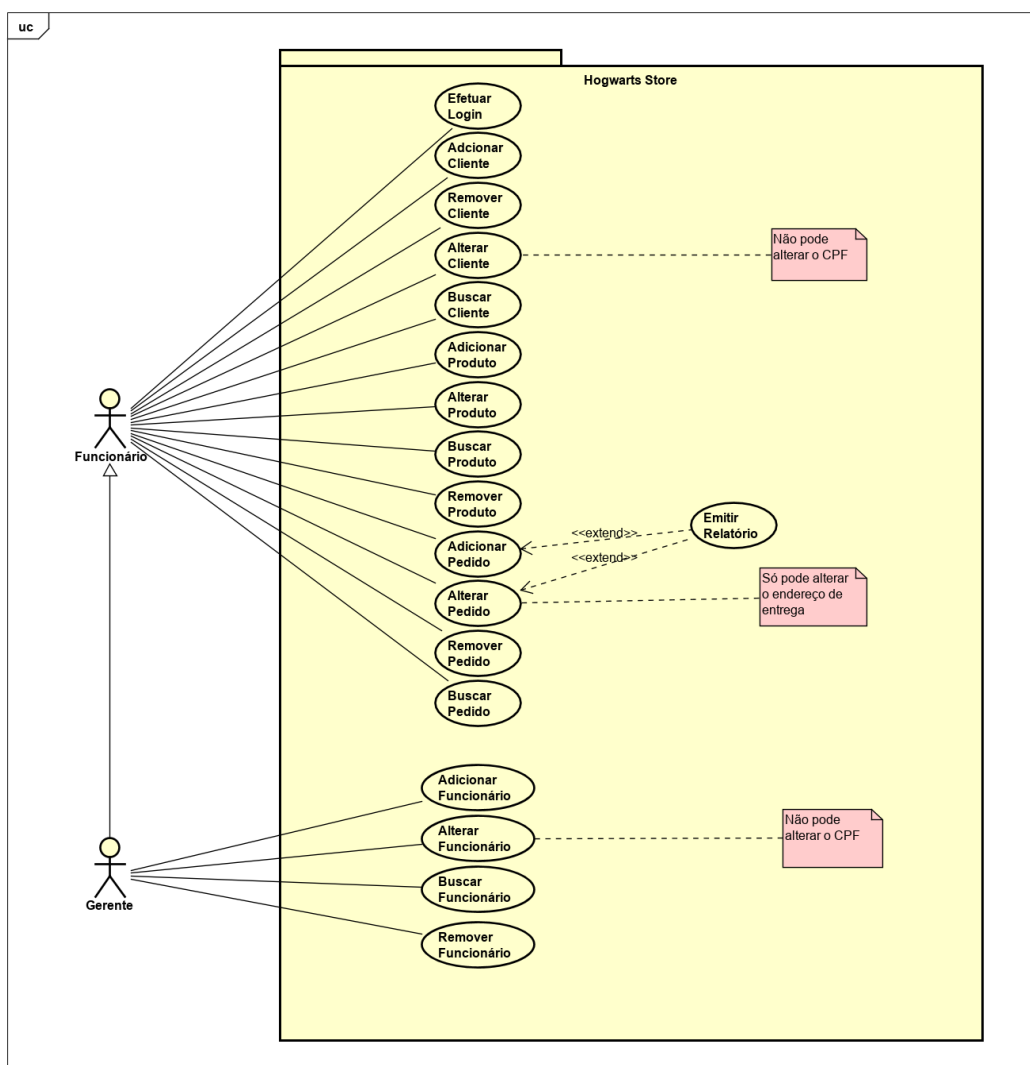 uc
Hogwarts Store
Efetuar
Login
Adcionar
Cliente
Remover
Cliente
Alterar
Cliente
Não pode
alterar o CPF
Buscar
Cliente
Adicionar
Produto
Alterar
Produto
Buscar
Produto
Funcionário
Remover
Produto
Emitir
Relatório
<<extend>>
Adicionar
Pedido
<<extend>>
Alterar
Pedido
Só pode alterar
o endereço de
entrega
Remover
Pedido
Buscar
Pedido
Adicionar
Funcionário
Alterar
Funcionário
Não pode
alterar o CPF
Buscar
Funcionário
Gerente
Remover
Funcionário